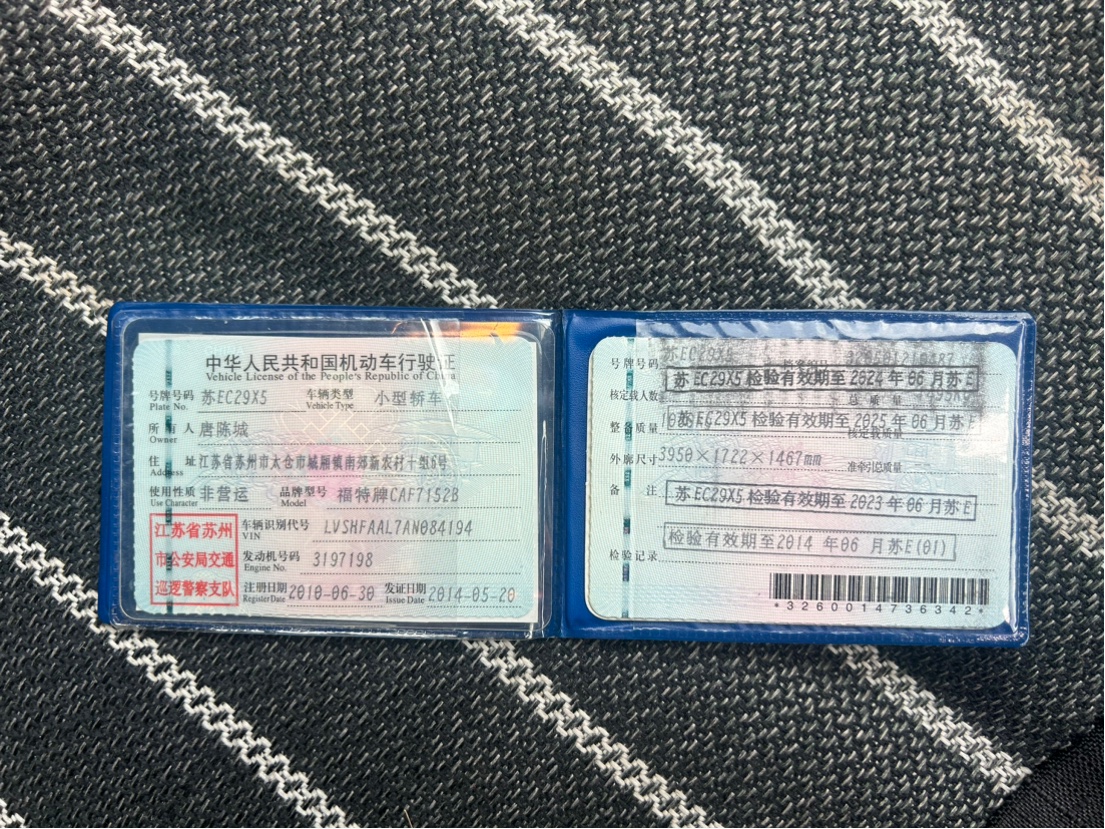 中华人民共和国机动车行驶证
Vehicle License of the People's Republic of China
号牌号码 苏EC29X5 车辆类型 小型轿车
Plate No. Vehicle Type
所有人 唐陈城
Owner
住址 江苏省苏州市太仓市城厢镇南郊新农村十组6号
Address
使用性质 非营运 品牌型号 福特牌CAF7152B
Use Character Model
江苏省苏州
市公安局交通
巡逻警察支队
车辆识别代号 LVSHFAAL7AN084194
VIN
发动机号码 3197198
Engine No.
注册日期 2010-06-30 发证日期 2014-05-20
Register Date Issue Date
号牌号码 苏EC29X5
苏EC29X5 检验有效期至2024年06月苏E
核定载人数 总质量
整备质量 核定载质量
苏EC29X5 检验有效期至2025年06月苏E
外廓尺寸 3950×1722×1467mm 准牵引总质量
备注 苏EC29X5 检验有效期至2023年06月苏E
检验有效期至2014年06月苏E(01)
检验记录
*3260014736342*